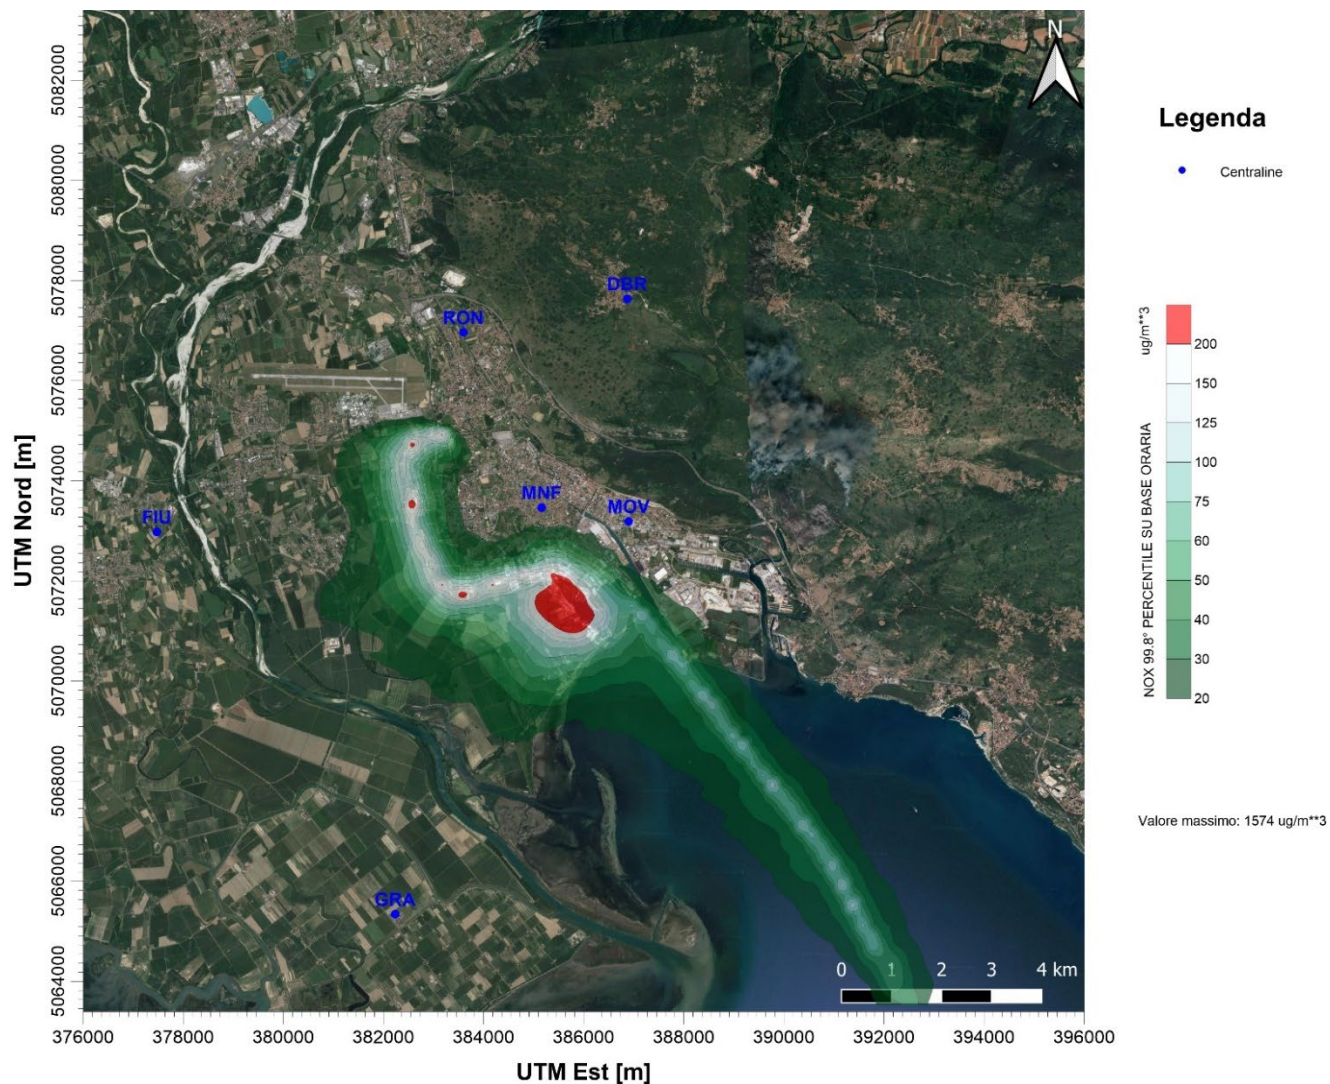 N
Legenda
Centraline
DBR
RON
MNF
MOV
FIU
GRA
ug/m**3
NOX 99.8° PERCENTILE SU BASE ORARIA
200
150
125
100
75
60
50
40
30
20
Valore massimo: 1574 ug/m**3
UTM Nord [m]
5082000
5080000
5078000
5076000
5074000
5072000
5070000
5068000
5066000
5064000
0 1 2 3 4 km
376000 378000 380000 382000 384000 386000 388000 390000 392000 394000 396000
UTM Est [m]